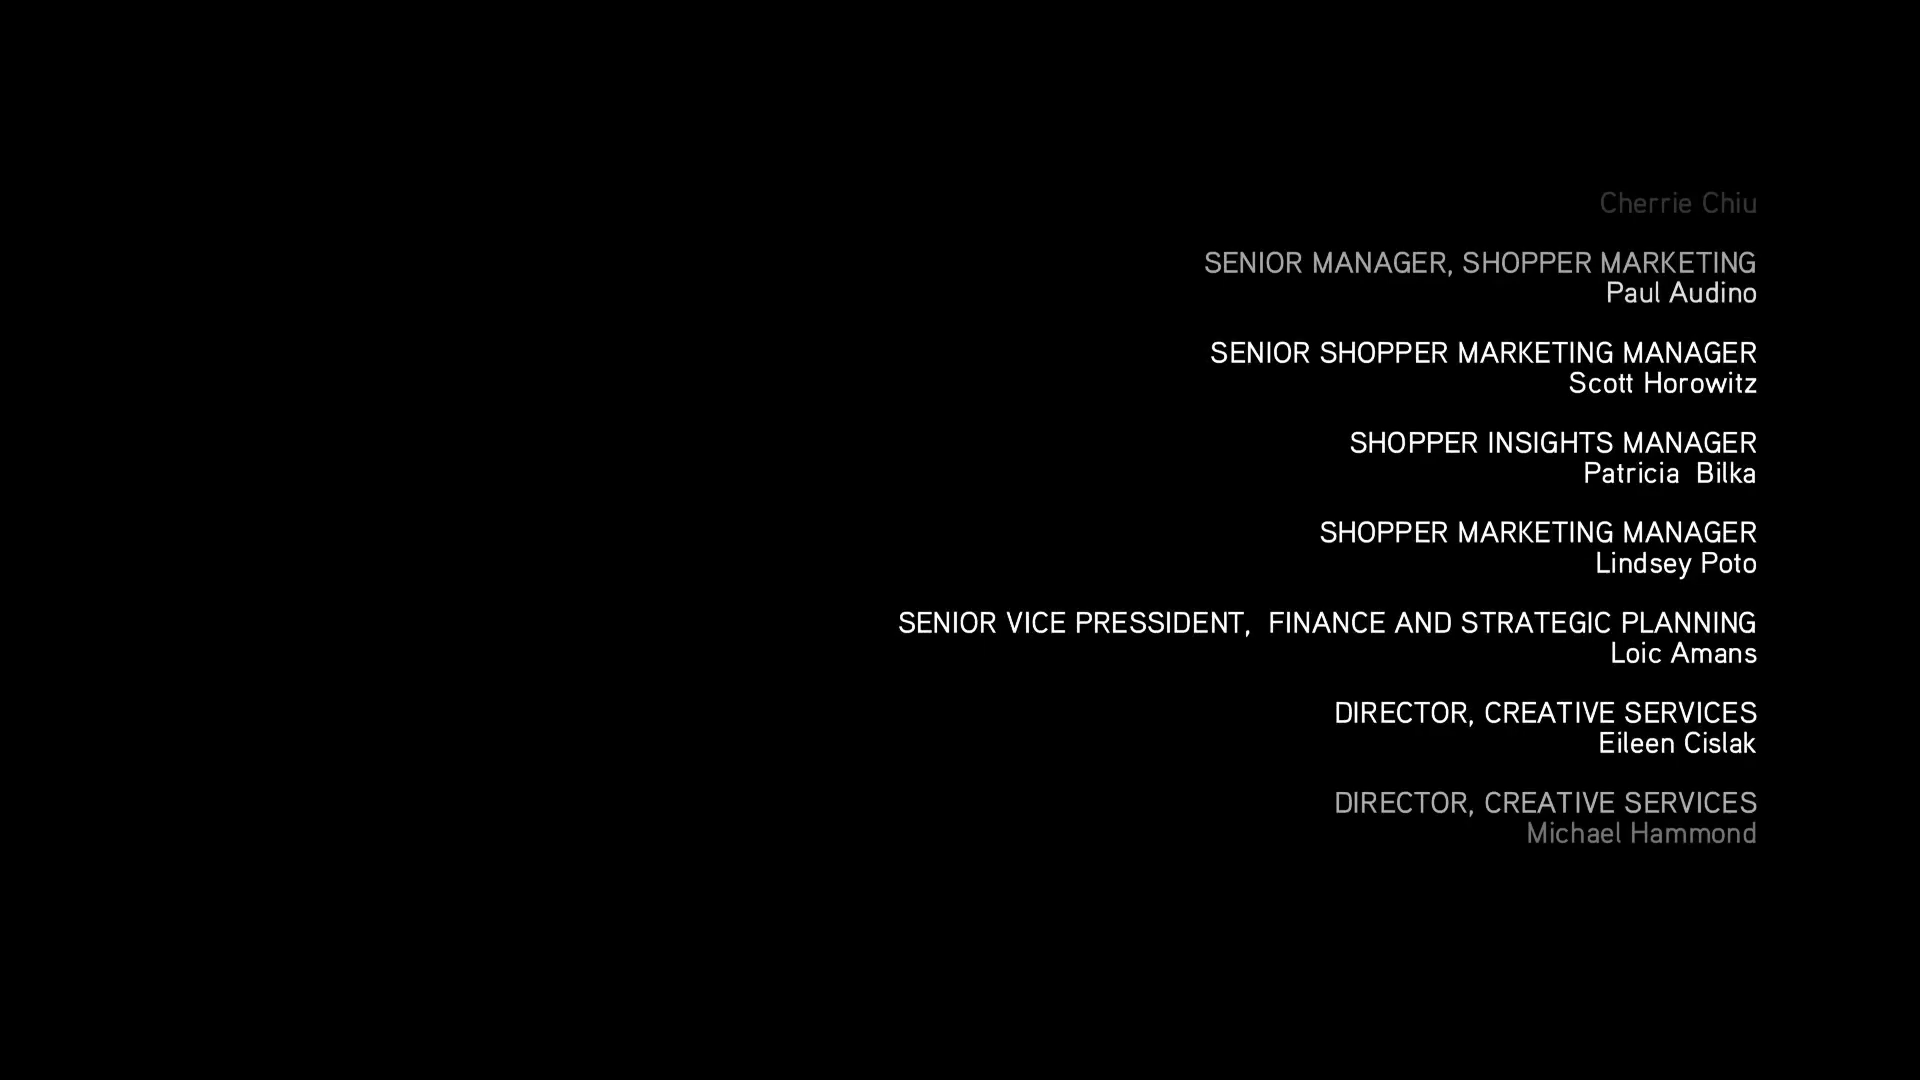 Cherrie Chiu
SENIOR MANAGER, SHOPPER MARKETING
Paul Audino
SENIOR SHOPPER MARKETING MANAGER
Scott Horowitz
SHOPPER INSIGHTS MANAGER
Patricia  Bilka
SHOPPER MARKETING MANAGER
Lindsey Poto
SENIOR VICE PRESSIDENT,  FINANCE AND STRATEGIC PLANNING
Loic Amans
DIRECTOR, CREATIVE SERVICES
Eileen Cislak
DIRECTOR, CREATIVE SERVICES
Michael Hammond